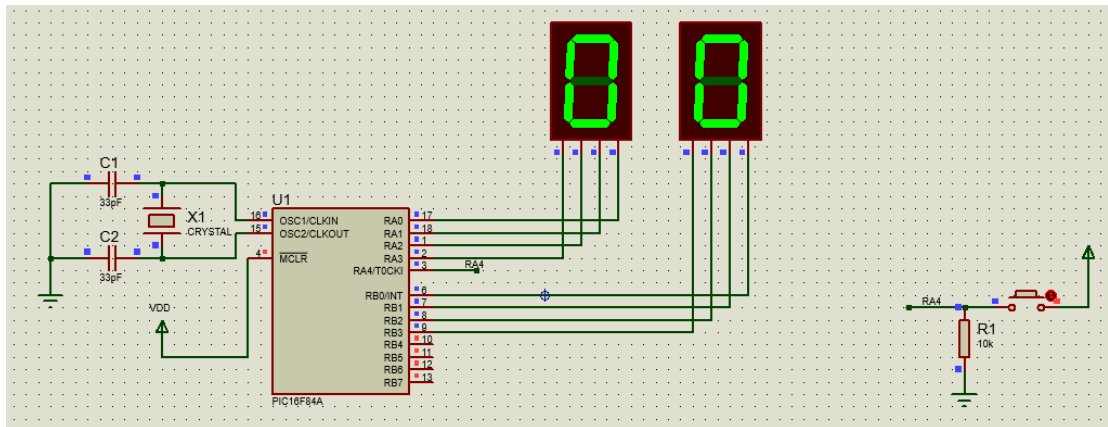 C1
33pF
X1
CRYSTAL
C2
33pF
VDD
U1
16 OSC1/CLKIN RA0 17
15 OSC2/CLKOUT RA1 18
RA2 1
4 MCLR RA3 2
RA4/T0CKI 3 RA4
RB0/INT 6
RB1 7
RB2 8
RB3 9
RB4 10
RB5 11
RB6 12
RB7 13
PIC16F84A
00
RA4
R1
10k